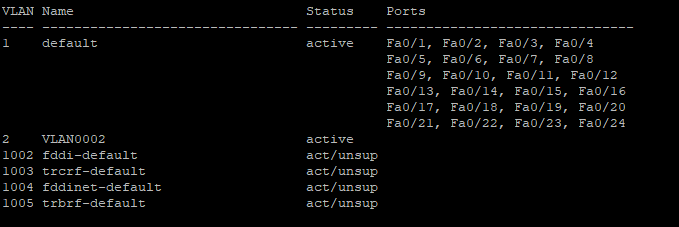 VLAN Name                             Status    Ports
---- -------------------------------- --------- -------------------------------
1    default                          active    Fa0/1, Fa0/2, Fa0/3, Fa0/4
                                                Fa0/5, Fa0/6, Fa0/7, Fa0/8
                                                Fa0/9, Fa0/10, Fa0/11, Fa0/12
                                                Fa0/13, Fa0/14, Fa0/15, Fa0/16
                                                Fa0/17, Fa0/18, Fa0/19, Fa0/20
                                                Fa0/21, Fa0/22, Fa0/23, Fa0/24
2    VLAN0002                         active
1002 fddi-default                     act/unsup
1003 trcrf-default                    act/unsup
1004 fddinet-default                  act/unsup
1005 trbrf-default                    act/unsup